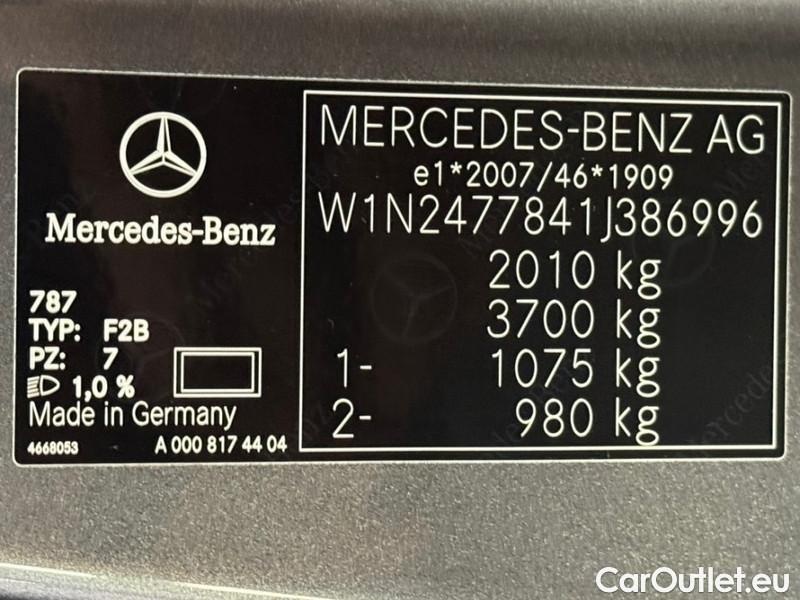 Mercedes-Benz
787
TYP: F2B
PZ: 7
1,0 %
Made in Germany
4668053 A 000 817 44 04
MERCEDES-BENZ AG
e1*2007/46*1909
W1N2477841J386996
2010 kg
3700 kg
1- 1075 kg
2- 980 kg
CarOutlet.eu